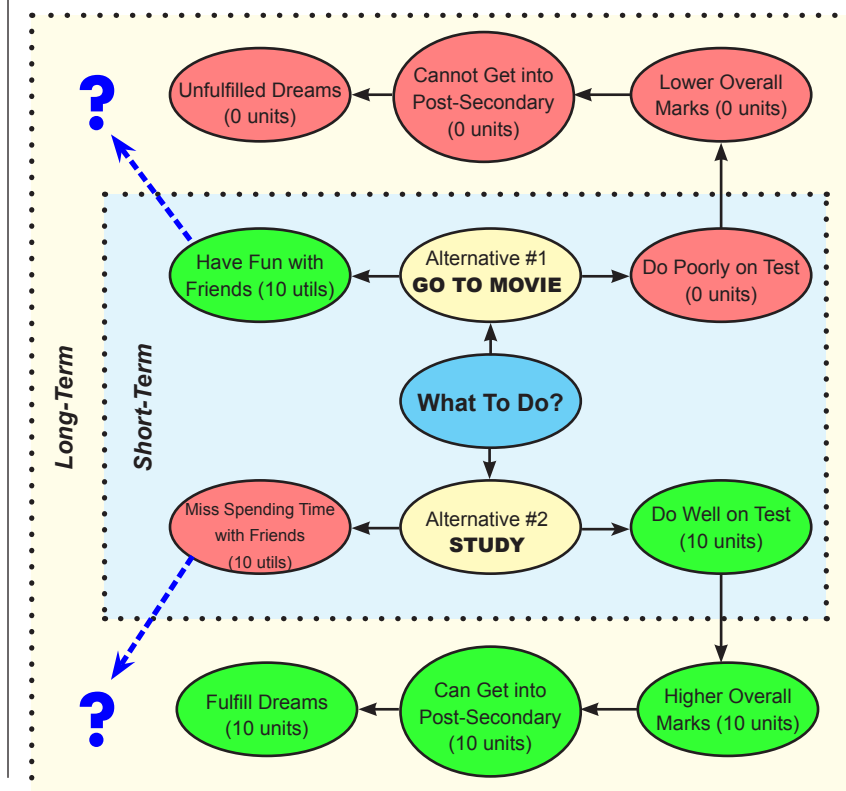 Unfulfilled Dreams
(0 units)
Cannot Get into
Post-Secondary
(0 units)
Lower Overall
Marks (0 units)
?
Have Fun with
Friends (10 utils)
Alternative #1
GO TO MOVIE
Do Poorly on Test
(0 units)
Long-Term
Short-Term
What To Do?
Miss Spending Time
with Friends
(10 utils)
Alternative #2
STUDY
Do Well on Test
(10 units)
?
Fulfill Dreams
(10 units)
Can Get into
Post-Secondary
(10 units)
Higher Overall
Marks (10 units)